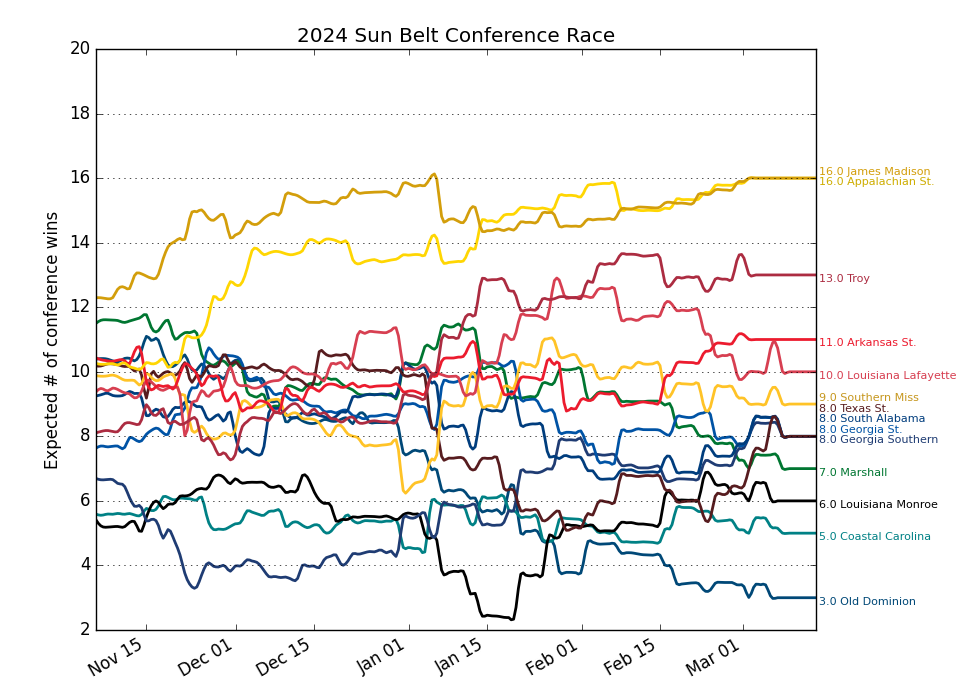 2024 Sun Belt Conference Race
Expected # of conference wins
20
18
16
14
12
10
8
6
4
2
Nov 15
Dec 01
Dec 15
Jan 01
Jan 15
Feb 01
Feb 15
Mar 01
16.0 James Madison
16.0 Appalachian St.
13.0 Troy
11.0 Arkansas St.
10.0 Louisiana Lafayette
9.0 Southern Miss
8.0 Texas St.
8.0 South Alabama
8.0 Georgia St.
8.0 Georgia Southern
7.0 Marshall
6.0 Louisiana Monroe
5.0 Coastal Carolina
3.0 Old Dominion